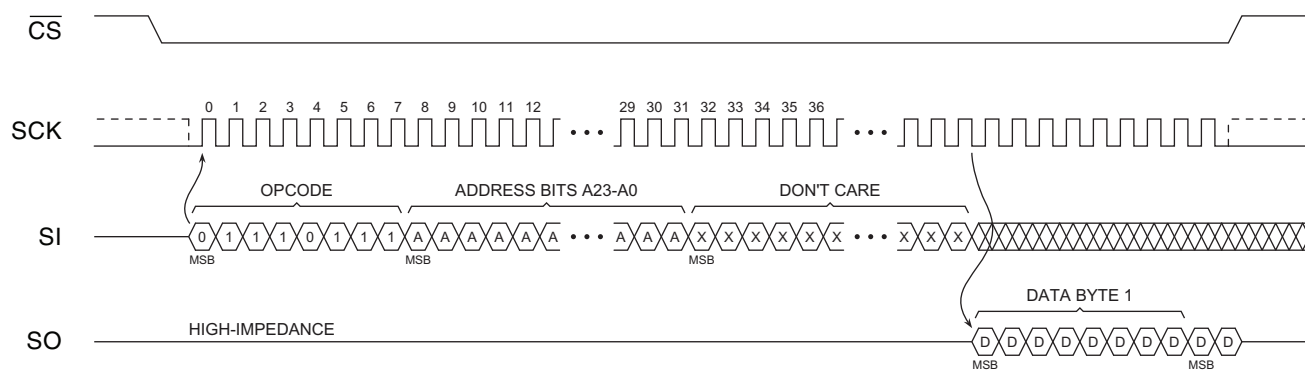 CS
0 1 2 3 4 5 6 7 8 9 10 11 12 29 30 31 32 33 34 35 36
SCK
OPCODE ADDRESS BITS A23-A0 DON'T CARE
SI 0 1 1 1 0 1 1 1 A A A A A A A A A X X X X X X X X X
MSB MSB MSB
DATA BYTE 1
HIGH-IMPEDANCE
SO D D D D D D D D D D
MSB MSB